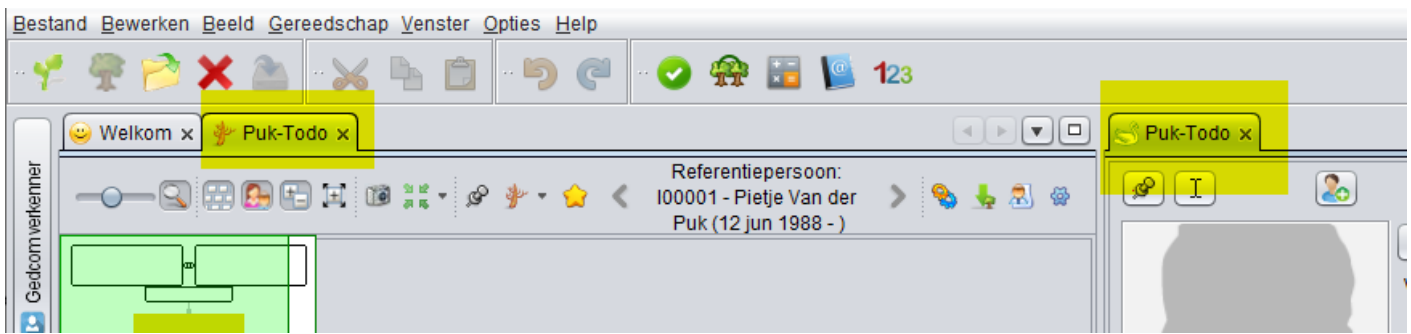 Bestand Bewerken Beeld Gereedschap Venster Opties Help
123
Welkom x Puk-Todo x
Puk-Todo x
Gedcom verkenner
Referentiepersoon:
I00001 - Pietje Van der
Puk (12 jun 1988 - )